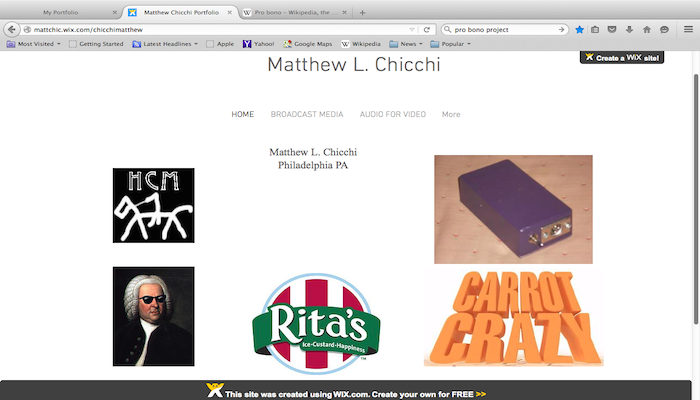 My Portfolio
Matthew Chicchi Portfolio
Pro bono – Wikipedia, the ...
mattchic.wix.com/chicchimatthew
pro bono project
Most Visited
Getting Started
Latest Headlines
Apple
Yahoo!
Google Maps
Wikipedia
News
Popular
Create a WiX site!
Matthew L. Chicchi
HOME
BROADCAST MEDIA
AUDIO FOR VIDEO
More
Matthew L. Chicchi
Philadelphia PA
HCM
Rita's
Ice-Custard-Happiness
TM
CARROT
CRAZY
This site was created using WIX.com. Create your own for FREE >>